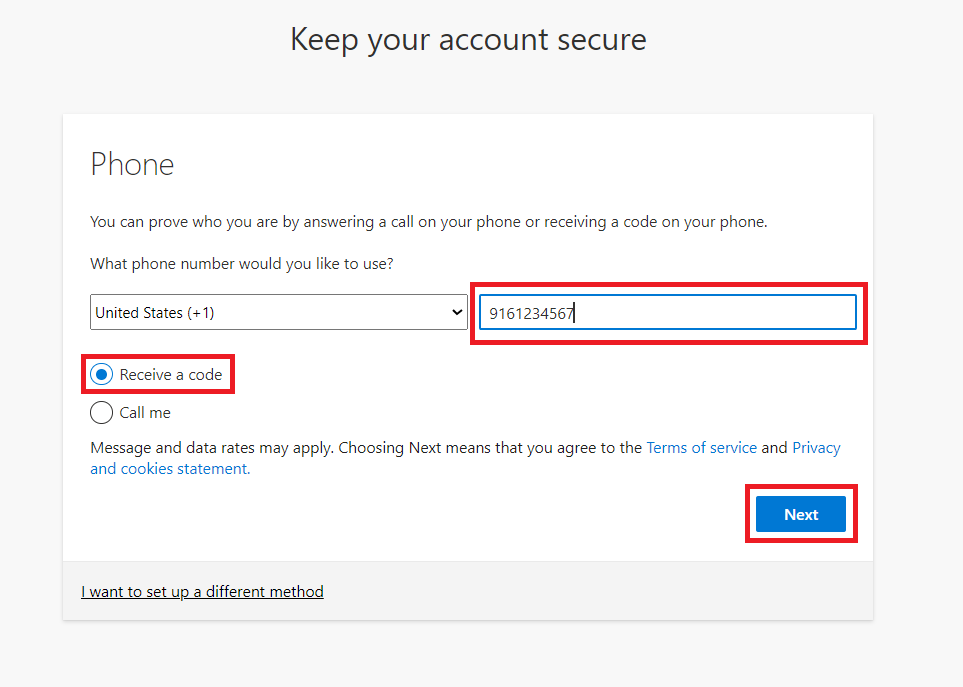 Keep your account secure
Phone
You can prove who you are by answering a call on your phone or receiving a code on your phone.
What phone number would you like to use?
United States (+1) 9161234567
Receive a code
Call me
Message and data rates may apply. Choosing Next means that you agree to the Terms of service and Privacy
and cookies statement.
Next
I want to set up a different method